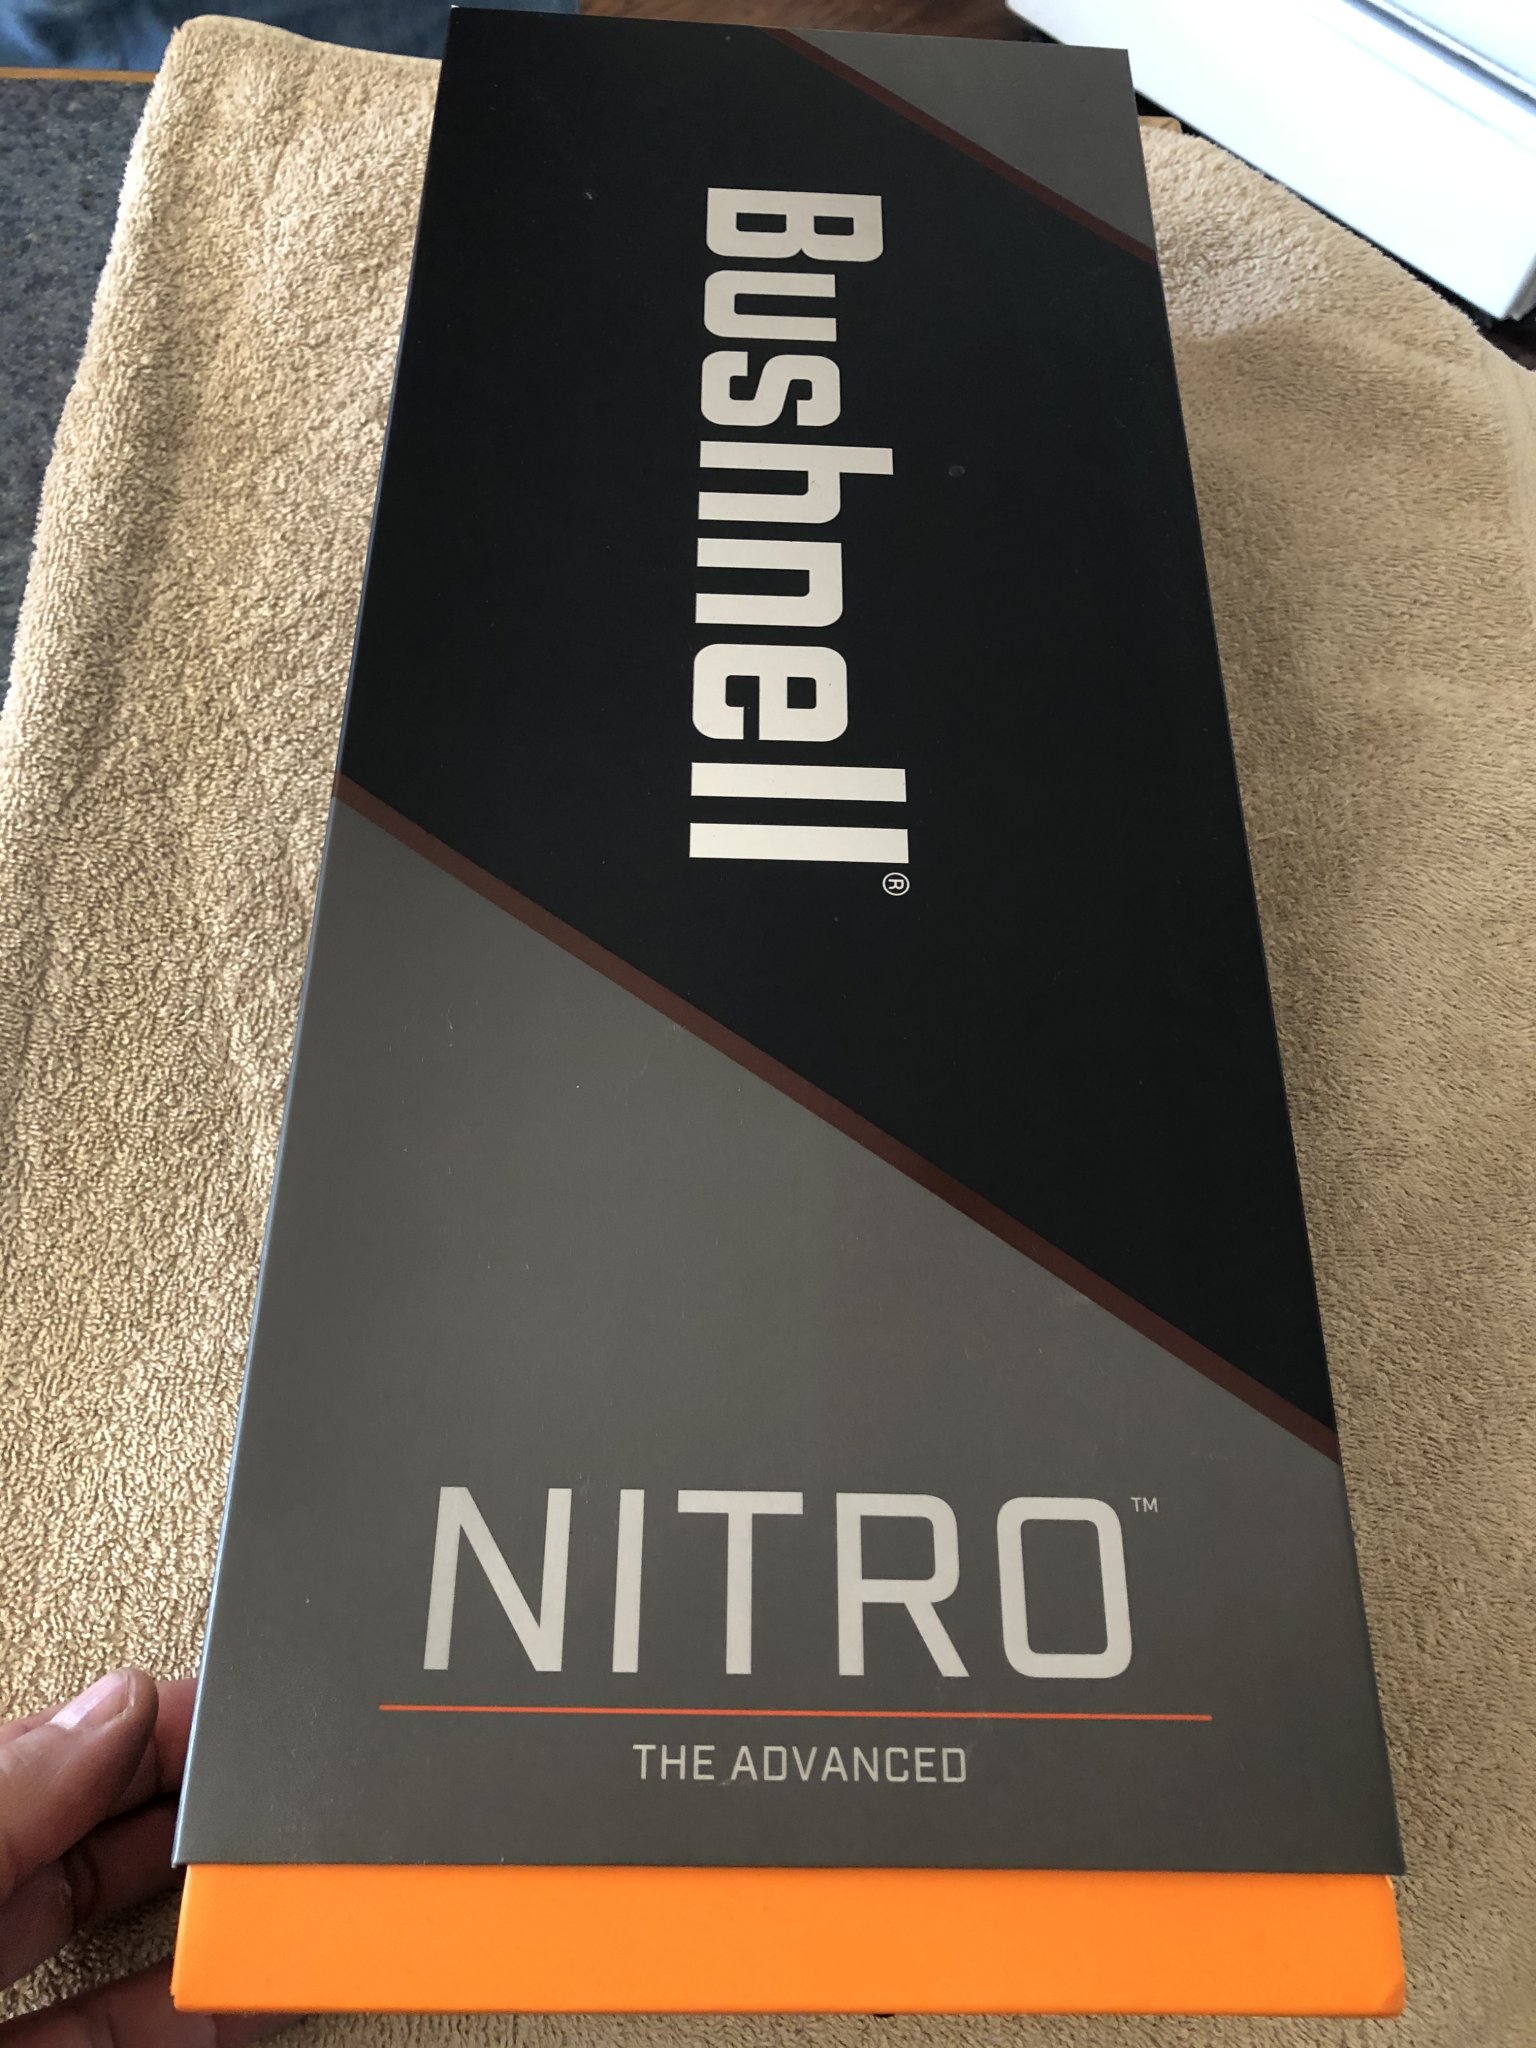 Bushnell®
NITRO™
THE ADVANCED